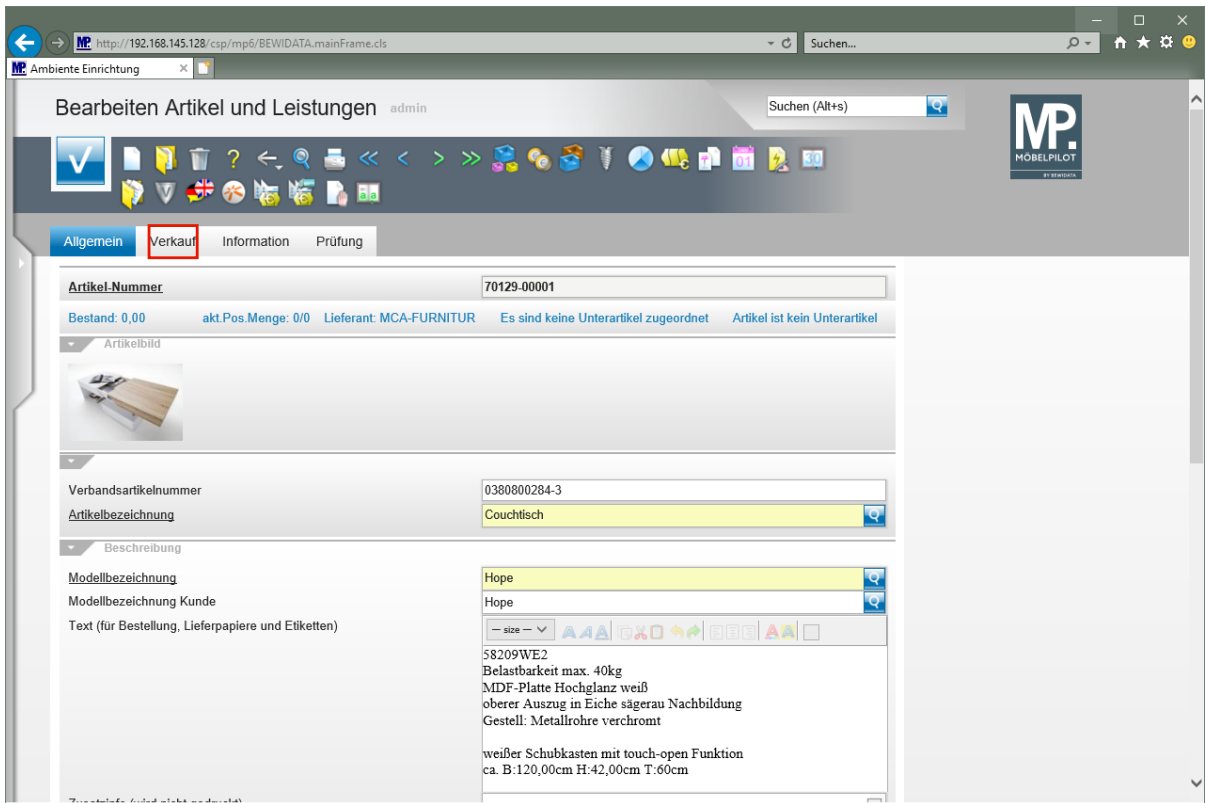 http://192.168.145.128/csp/mp6/BEWIDATA.mainFrame.cls
Suchen...
MP. Ambiente Einrichtung
Bearbeiten Artikel und Leistungen admin
Suchen (Alt+s)
MP.
MÖBELPILOT
BY BEWIDATA
Allgemein Verkauf Information Prüfung
Artikel-Nummer 70129-00001
Bestand: 0,00 akt.Pos.Menge: 0/0 Lieferant: MCA-FURNITUR Es sind keine Unterartikel zugeordnet Artikel ist kein Unterartikel
Artikelbild
Verbandsartikelnummer 0380800284-3
Artikelbezeichnung Couchtisch
Beschreibung
Modellbezeichnung Hope
Modellbezeichnung Kunde Hope
Text (für Bestellung, Lieferpapiere und Etiketten)
— size —
58209WE2
Belastbarkeit max. 40kg
MDF-Platte Hochglanz weiß
oberer Auszug in Eiche sägerau Nachbildung
Gestell: Metallrohre verchromt
weißer Schubkasten mit touch-open Funktion
ca. B:120,00cm H:42,00cm T:60cm